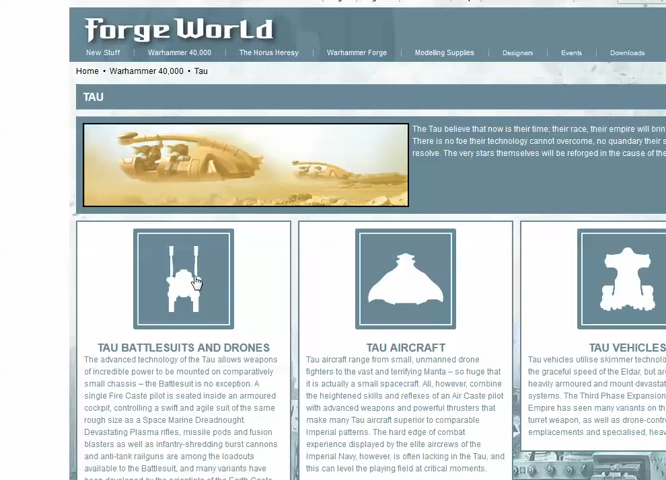 Forge World
New Stuff | Warhammer 40,000 | The Horus Heresy | Warhammer Forge | Modelling Supplies | Designers | Events | Downloads
Home • Warhammer 40,000 • Tau
TAU
The Tau believe that now is their time; their race, their empire will brin
There is no foe their technology cannot overcome, no quandary their s
resolve. The very stars themselves will be reforged in the cause of the
TAU BATTLESUITS AND DRONES
The advanced technology of the Tau allows weapons
of incredible power to be mounted on comparatively
small chassis – the Battlesuit is no exception. A
single Fire Caste pilot is seated inside an armoured
cockpit, controlling a swift and agile suit of the same
rough size as a Space Marine Dreadnought.
Devastating Plasma rifles, missile pods and fusion
blasters as well as infantry-shredding burst cannons
and anti-tank railguns are among the loadouts
available to the Battlesuit, and many variants have
been developed by the scientists of the Earth Caste
TAU AIRCRAFT
Tau aircraft range from small, unmanned drone
fighters to the vast and terrifying Manta – so huge that
it is actually a small spacecraft. All, however, combine
the heightened skills and reflexes of an Air Caste pilot
with advanced weapons and powerful thrusters that
make many Tau aircraft superior to comparable
Imperial patterns. The hard edge of combat
experience displayed by the elite aircrews of the
Imperial Navy, however, is often lacking in the Tau, and
this can level the playing field at critical moments.
TAU VEHICLES
Tau vehicles utilise skimmer technolo
the graceful speed of the Eldar, but ar
heavily armoured and mount devastat
systems. The Third Phase Expansion
Empire has seen many variants on th
turret weapon, as well as drone-contro
emplacements and specialised, heav